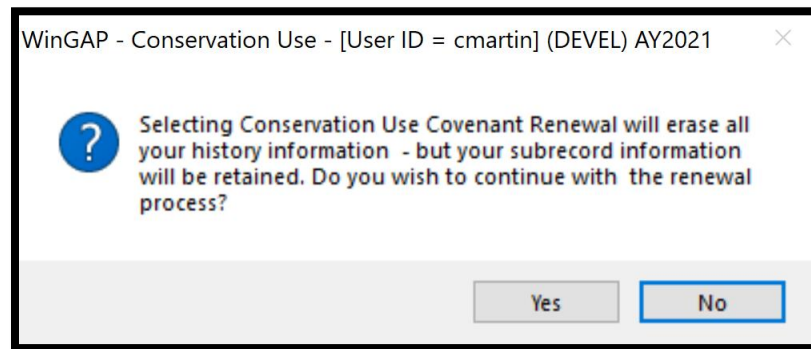 WinGAP - Conservation Use - [User ID = cmartin] (DEVEL) AY2021
Selecting Conservation Use Covenant Renewal will erase all
your history information  - but your subrecord information
will be retained. Do you wish to continue with  the renewal
process?
Yes
No